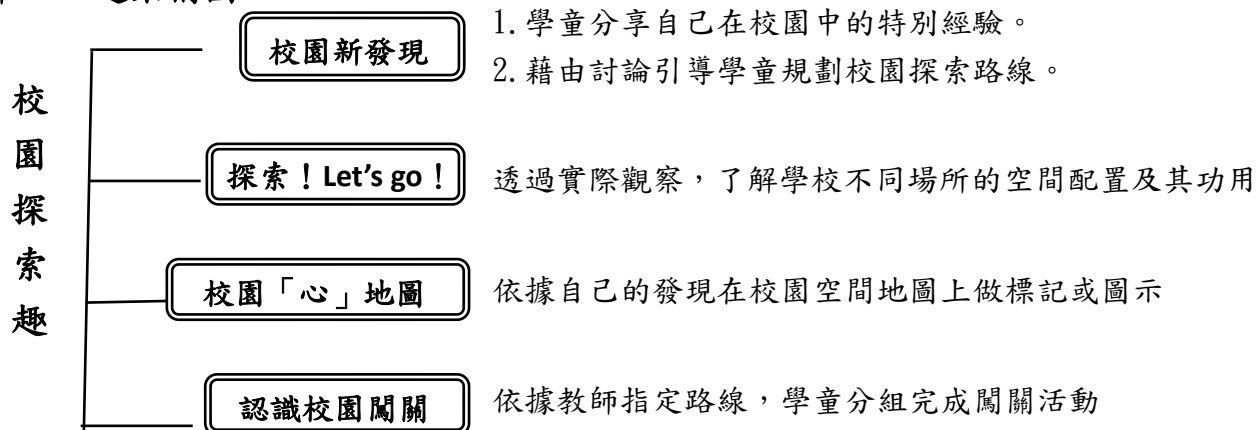 校園探索趣
校園新發現
1.學童分享自己在校園中的特別經驗。
2.藉由討論引導學童規劃校園探索路線。
探索！Let's go！
透過實際觀察，了解學校不同場所的空間配置及其功用
校園「心」地圖
依據自己的發現在校園空間地圖上做標記或圖示
認識校園闖關
依據教師指定路線，學童分組完成闖關活動